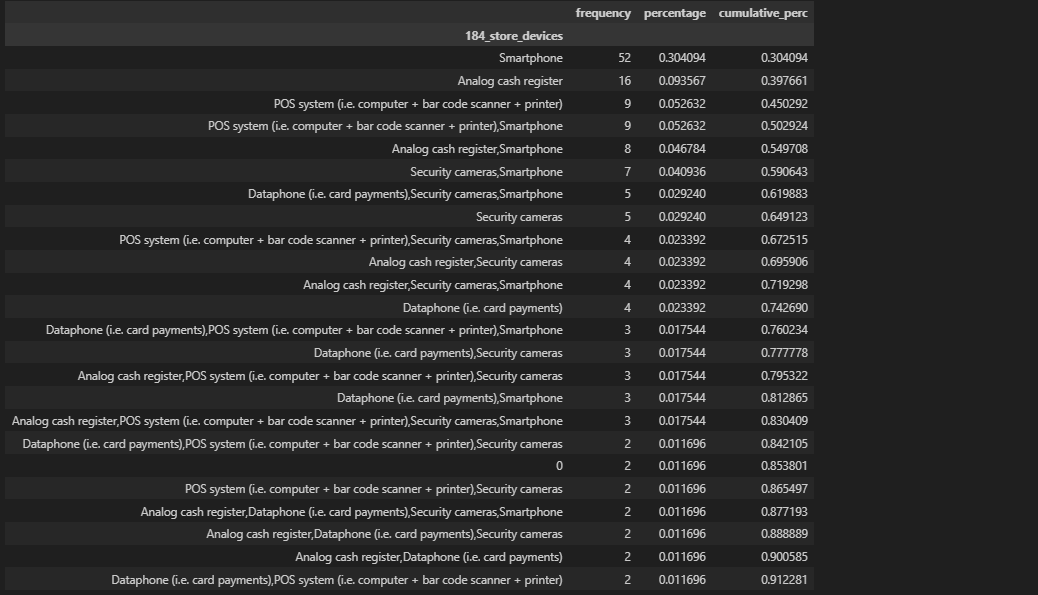 frequency percentage cumulative_perc
184_store_devices
Smartphone 52 0.304094 0.304094
Analog cash register 16 0.093567 0.397661
POS system (i.e. computer + bar code scanner + printer) 9 0.052632 0.450292
POS system (i.e. computer + bar code scanner + printer),Smartphone 9 0.052632 0.502924
Analog cash register,Smartphone 8 0.046784 0.549708
Security cameras,Smartphone 7 0.040936 0.590643
Dataphone (i.e. card payments),Security cameras,Smartphone 5 0.029240 0.619883
Security cameras 5 0.029240 0.649123
POS system (i.e. computer + bar code scanner + printer),Security cameras,Smartphone 4 0.023392 0.672515
Analog cash register,Security cameras 4 0.023392 0.695906
Analog cash register,Security cameras,Smartphone 4 0.023392 0.719298
Dataphone (i.e. card payments) 4 0.023392 0.742690
Dataphone (i.e. card payments),POS system (i.e. computer + bar code scanner + printer),Smartphone 3 0.017544 0.760234
Dataphone (i.e. card payments),Security cameras 3 0.017544 0.777778
Analog cash register,POS system (i.e. computer + bar code scanner + printer),Security cameras 3 0.017544 0.795322
Dataphone (i.e. card payments),Smartphone 3 0.017544 0.812865
Analog cash register,POS system (i.e. computer + bar code scanner + printer),Security cameras,Smartphone 3 0.017544 0.830409
Dataphone (i.e. card payments),POS system (i.e. computer + bar code scanner + printer),Security cameras 2 0.011696 0.842105
0 2 0.011696 0.853801
POS system (i.e. computer + bar code scanner + printer),Security cameras 2 0.011696 0.865497
Analog cash register,Dataphone (i.e. card payments),Security cameras,Smartphone 2 0.011696 0.877193
Analog cash register,Dataphone (i.e. card payments),Security cameras 2 0.011696 0.888889
Analog cash register,Dataphone (i.e. card payments) 2 0.011696 0.900585
Dataphone (i.e. card payments),POS system (i.e. computer + bar code scanner + printer) 2 0.011696 0.912281